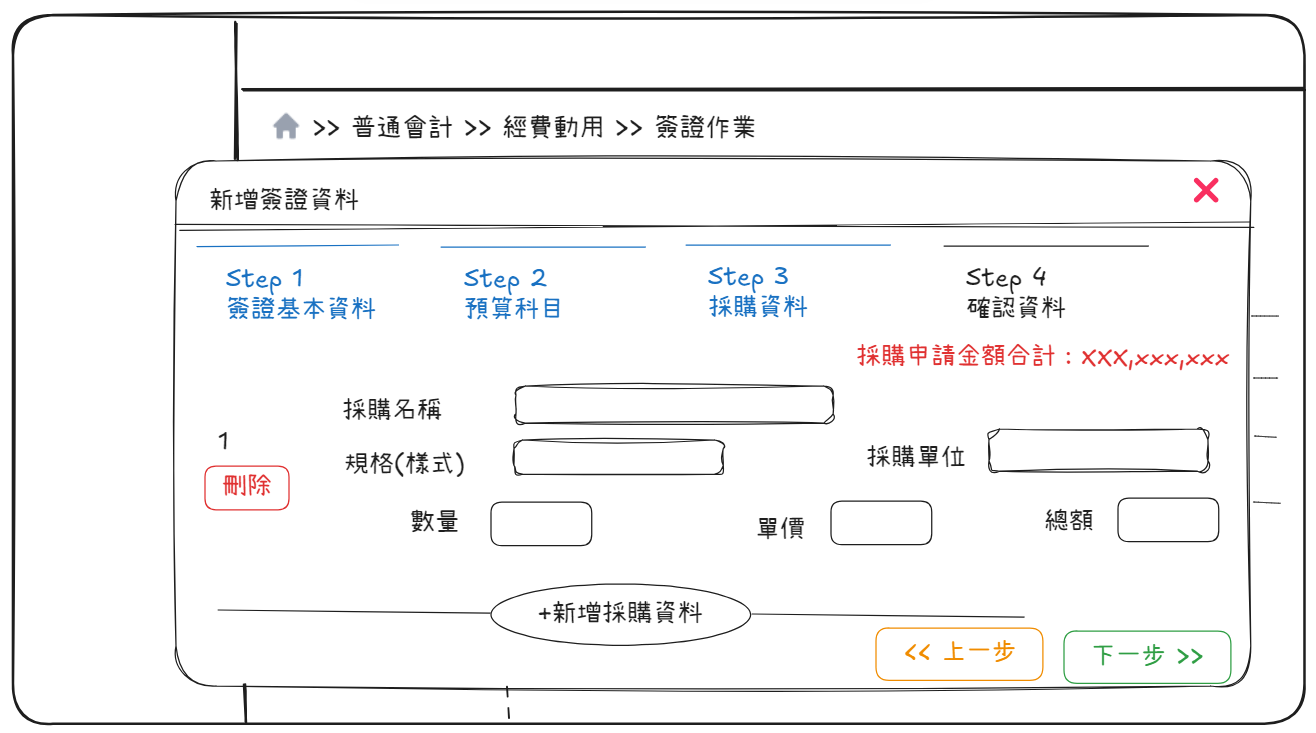 >> 普通會計 >> 經費動用 >> 簽證作業
新增簽證資料
Step 1
簽證基本資料
Step 2
預算科目
Step 3
採購資料
Step 4
確認資料
採購申請金額合計：XXX,xxx,xxx
1
刪除
採購名稱
規格(樣式)
採購單位
數量
單價
總額
+新增採購資料
<< 上一步
下一步 >>